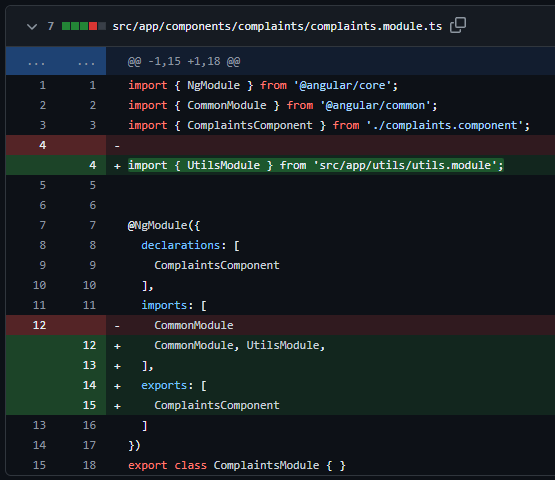 7 src/app/components/complaints/complaints.module.ts
... ... @@ -1,15 +1,18 @@
1 1 import { NgModule } from '@angular/core';
2 2 import { CommonModule } from '@angular/common';
3 3 import { ComplaintsComponent } from './complaints.component';
4 -
4 + import { UtilsModule } from 'src/app/utils/utils.module';
5 5
6 6
7 7 @NgModule({
8 8 declarations: [
9 9 ComplaintsComponent
10 10 ],
11 11 imports: [
12 - CommonModule
12 + CommonModule, UtilsModule,
13 + ],
14 + exports: [
15 + ComplaintsComponent
13 16 ]
14 17 })
15 18 export class ComplaintsModule { }